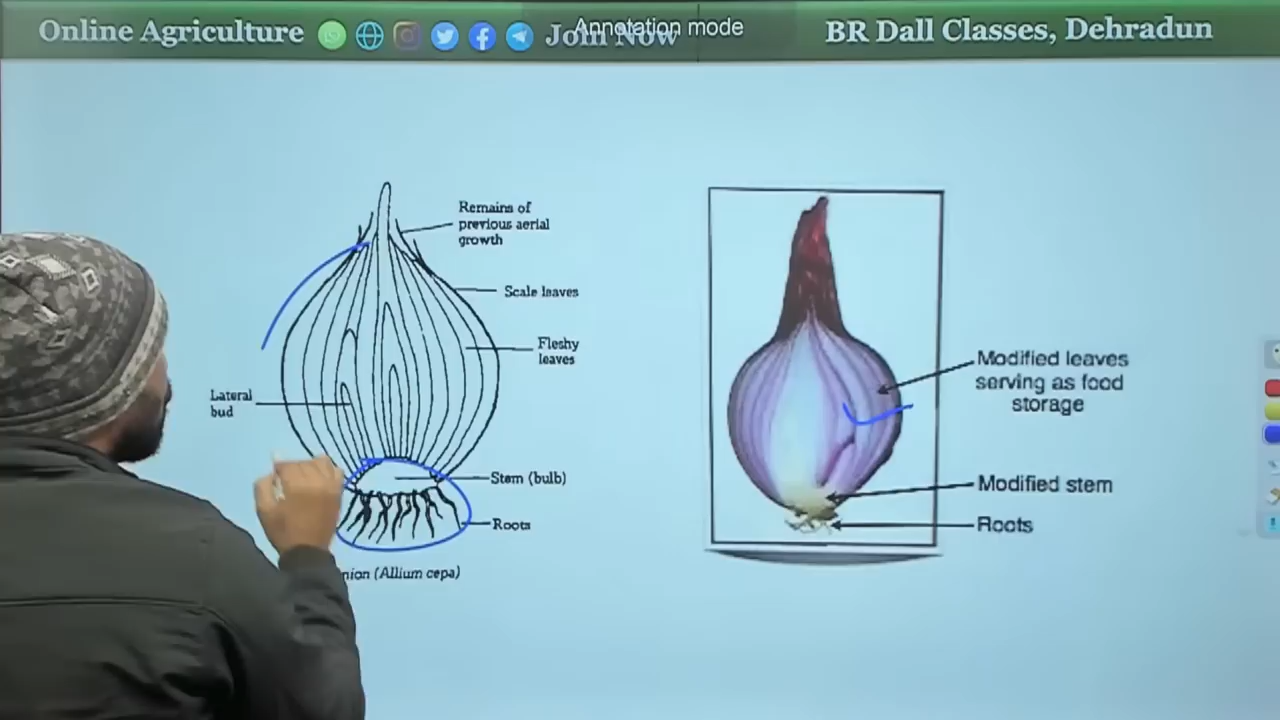 Online Agriculture
Join Now
Annotation mode
BR Dall Classes, Dehradun
Remains of
previous aerial
growth
Scale leaves
Fleshy
leaves
Lateral
bud
Stem (bulb)
Roots
nion (Allium cepa)
Modified leaves
serving as food
storage
Modified stem
Roots